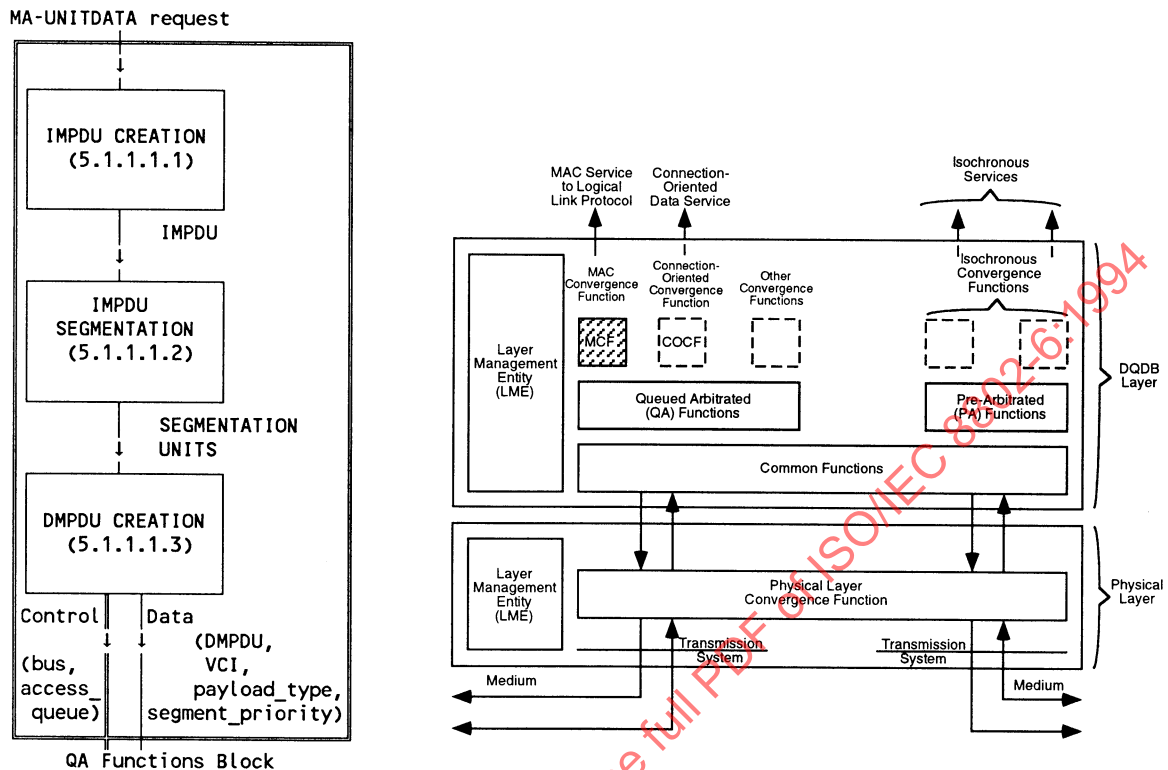 MA-UNITDATA request
IMPDU CREATION
(5.1.1.1.1)
IMPDU
IMPDU
SEGMENTATION
(5.1.1.1.2)
SEGMENTATION
UNITS
DMPDU CREATION
(5.1.1.1.3)
Control
Data
(bus,
access_
queue)
(DMPDU,
VCI,
payload_type,
segment_priority)
QA Functions Block
MAC Service
to Logical
Link Protocol
Connection-
Oriented
Data Service
Isochronous
Services
MAC
Convergence
Function
Connection-
Oriented
Convergence
Function
Other
Convergence
Functions
Isochronous
Convergence
Functions
MCF
COCF
Layer
Management
Entity
(LME)
Queued Arbitrated
(QA) Functions
Pre-Arbitrated
(PA) Functions
Common Functions
DQDB
Layer
Layer
Management
Entity
(LME)
Physical Layer
Convergence Function
Physical
Layer
Transmission
System
Transmission
System
Medium
Medium
e full PDF of ISO/IEC 8802-6:1994